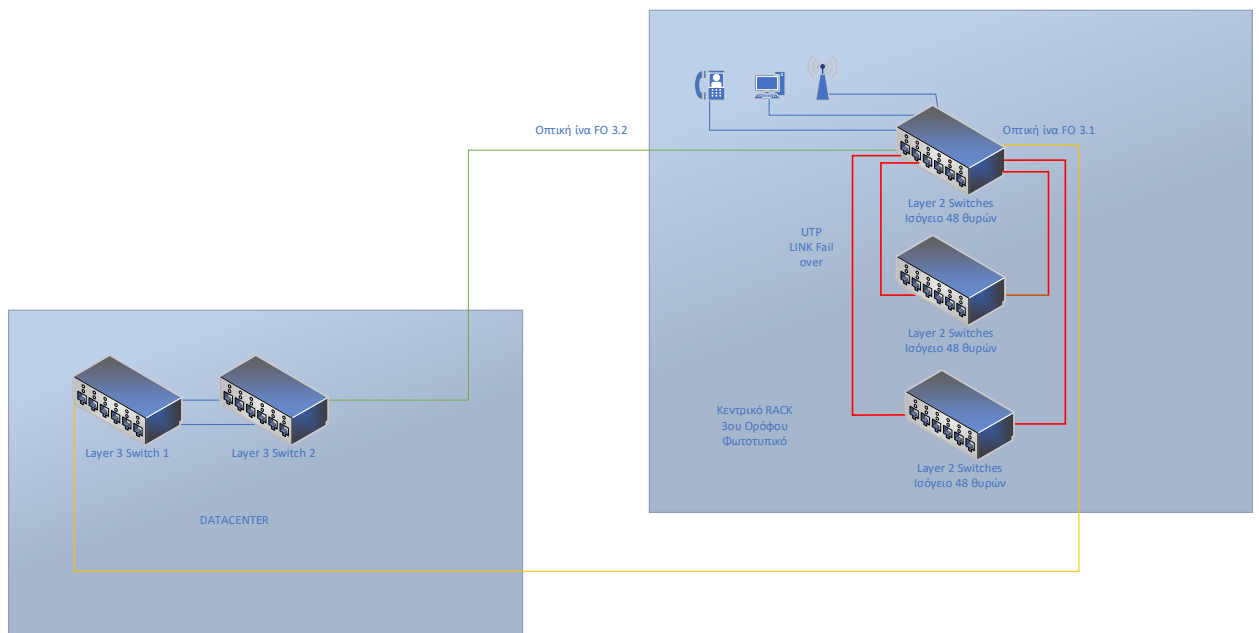 Οπτική ίνα FO 3.2
Οπτική ίνα FO 3.1
Layer 2 Switches
Ισόγειο 48 θυρών
UTP
LINK Fail
over
Layer 2 Switches
Ισόγειο 48 θυρών
Κεντρικό RACK
3ου Ορόφου
Φωτοτυπικό
Layer 2 Switches
Ισόγειο 48 θυρών
Layer 3 Switch 1
Layer 3 Switch 2
DATACENTER